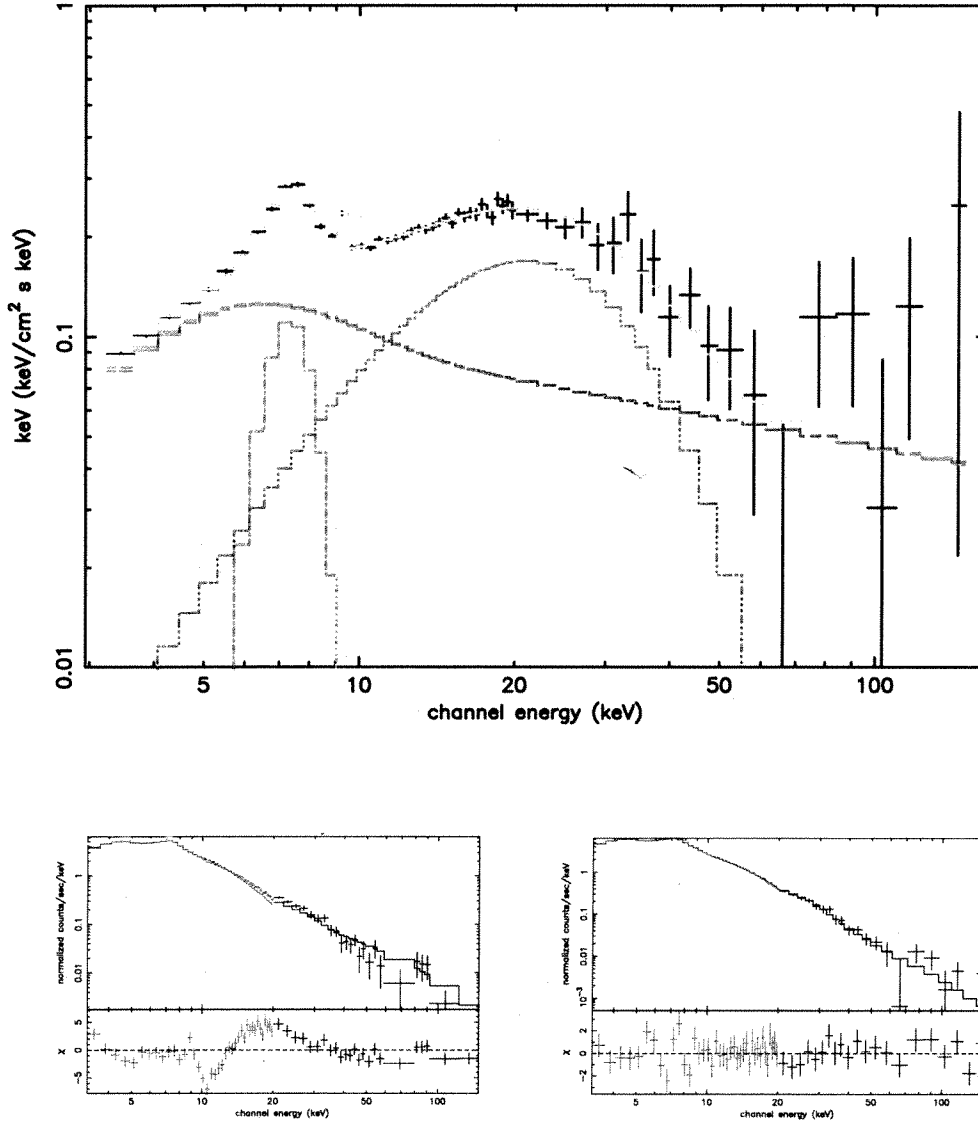 1
keV (keV/cm² s keV)
0.1
0.01
5 10 20 50 100
channel energy (keV)
normalized counts/sec/keV
1
0.1
0.01
χ
5
0
-5
5 10 20 50 100
channel energy (keV)
normalized counts/sec/keV
1
0.1
0.01
10⁻³
χ
2
0
-2
5 10 20 50 100
channel energy (keV)